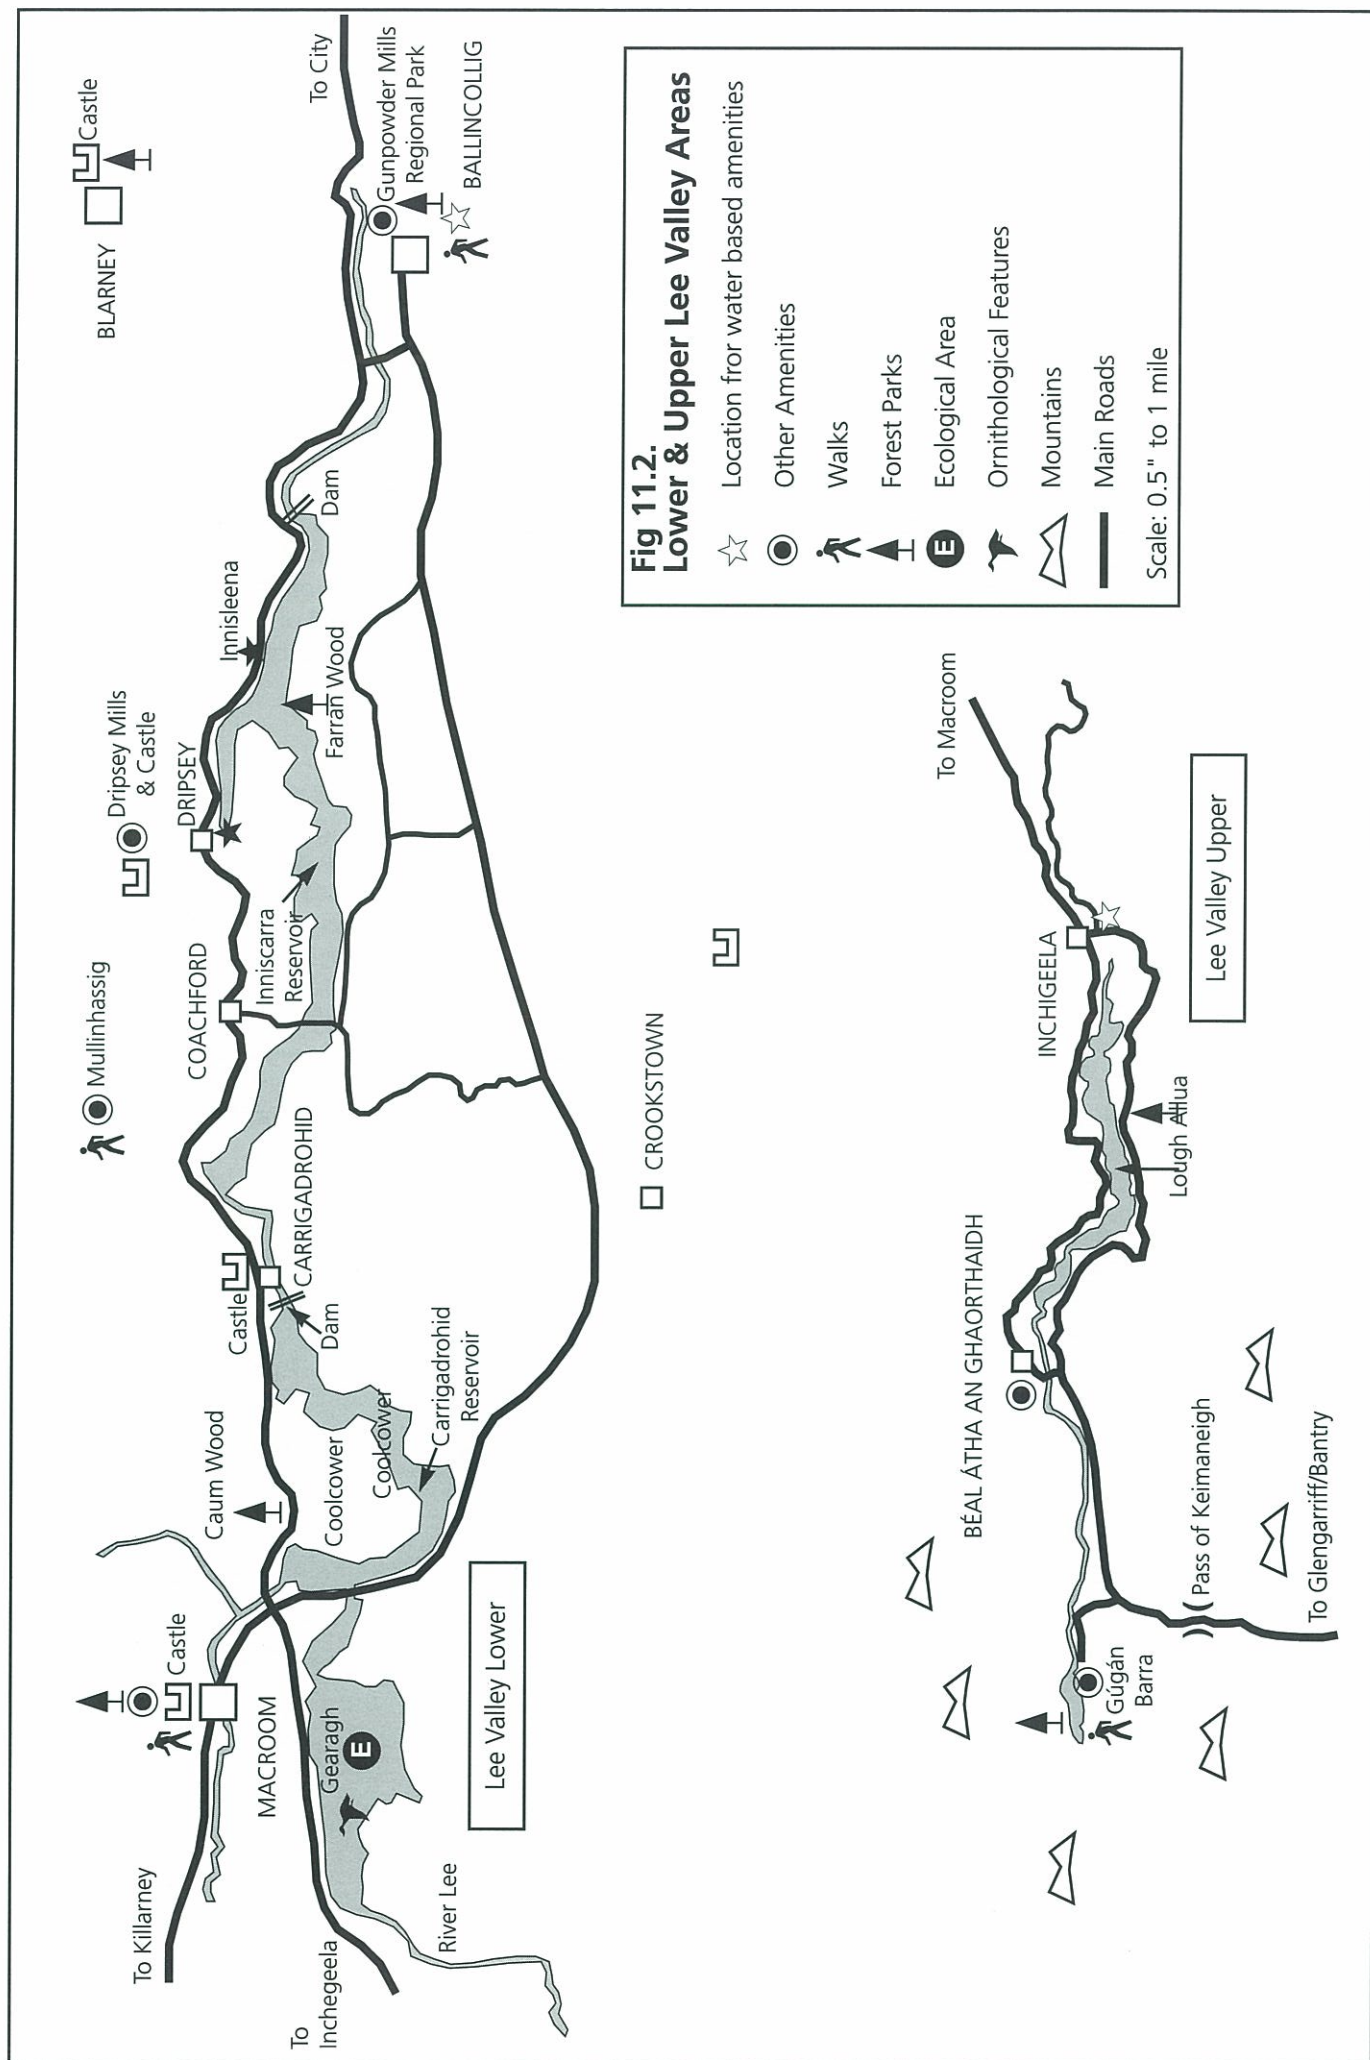 BLARNEY
Castle
To City
Gunpowder Mills
Regional Park
BALLINCOLLIG
Dam
Innisleena
Farran Wood
Dripsey Mills
& Castle
DRIPSEY
Inniscarra
Reservoir
COACHFORD
Mullinhassig
CARRIGADROHID
Castle
Dam
Carrigadrohid
Reservoir
Coolcower
Coolcower
Caum Wood
CROOKSTOWN
Castle
MACROOM
Gearagh
E
To Killarney
To
Inchegeela
River Lee
Lee Valley Lower
Fig 11.2.
Lower & Upper Lee Valley Areas
Location fror water based amenities
Other Amenities
Walks
Forest Parks
E Ecological Area
Ornithological Features
Mountains
Main Roads
Scale: 0.5" to 1 mile
To Macroom
INCHIGEELA
Lough Allua
BÉAL ÁTHA AN GHAORTHAIDH
Pass of Keimaneigh
To Glengarriff/Bantry
Gúgán
Barra
Lee Valley Upper